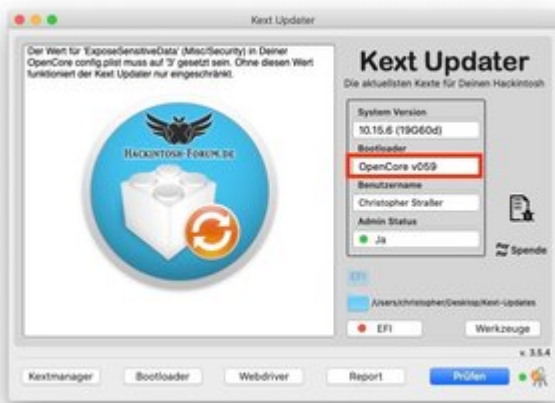 Kext Updater
Der Wert für 'ExposeSensitiveData' (Misc/Security) in Deiner
OpenCore config.plist muss auf '3' gesetzt sein. Ohne diesen Wert
funktioniert der Kext Updater nur eingeschränkt.
HACKINTOSH-FORUM.DE
Kext Updater
Die aktuellsten Kexte für Deinen Hackintosh
System Version
10.15.6 (19G60d)
Bootloader
OpenCore v059
Benutzername
Christopher Straßer
Admin Status
Ja
Spende
EFI
/Users/christopher/Desktop/Kext-Updates
EFI
Werkzeuge
v. 3.5.4
Kextmanager
Bootloader
Webdriver
Report
Prüfen